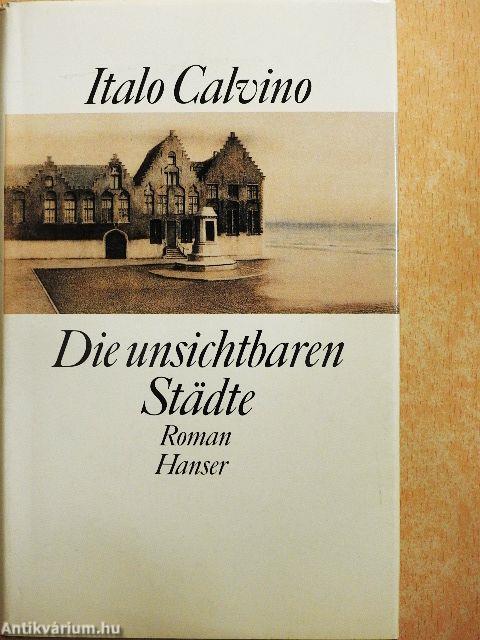 Italo Calvino
Die unsichtbaren
Städte
Roman
Hanser
Antikvárium.hu